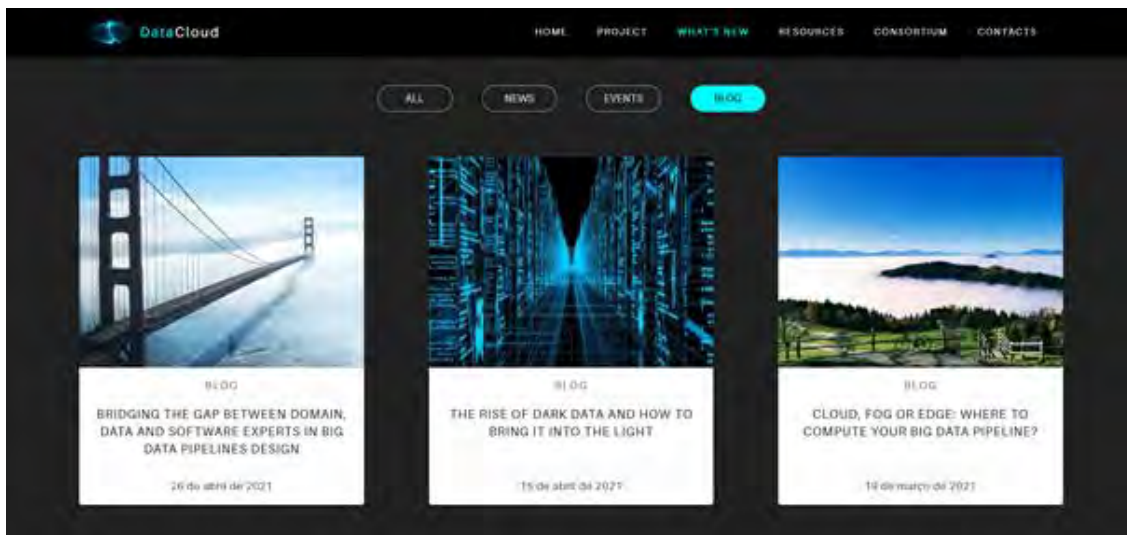 DataCloud
HOME PROJECT WHAT'S NEW RESOURCES CONSORTIUM CONTACTS
ALL NEWS EVENTS BLOG
BLOG
BRIDGING THE GAP BETWEEN DOMAIN,
DATA AND SOFTWARE EXPERTS IN BIG
DATA PIPELINES DESIGN
26 de abril de 2021
BLOG
THE RISE OF DARK DATA AND HOW TO
BRING IT INTO THE LIGHT
15 de abril de 2021
BLOG
CLOUD, FOG OR EDGE: WHERE TO
COMPUTE YOUR BIG DATA PIPELINE?
19 de março de 2021